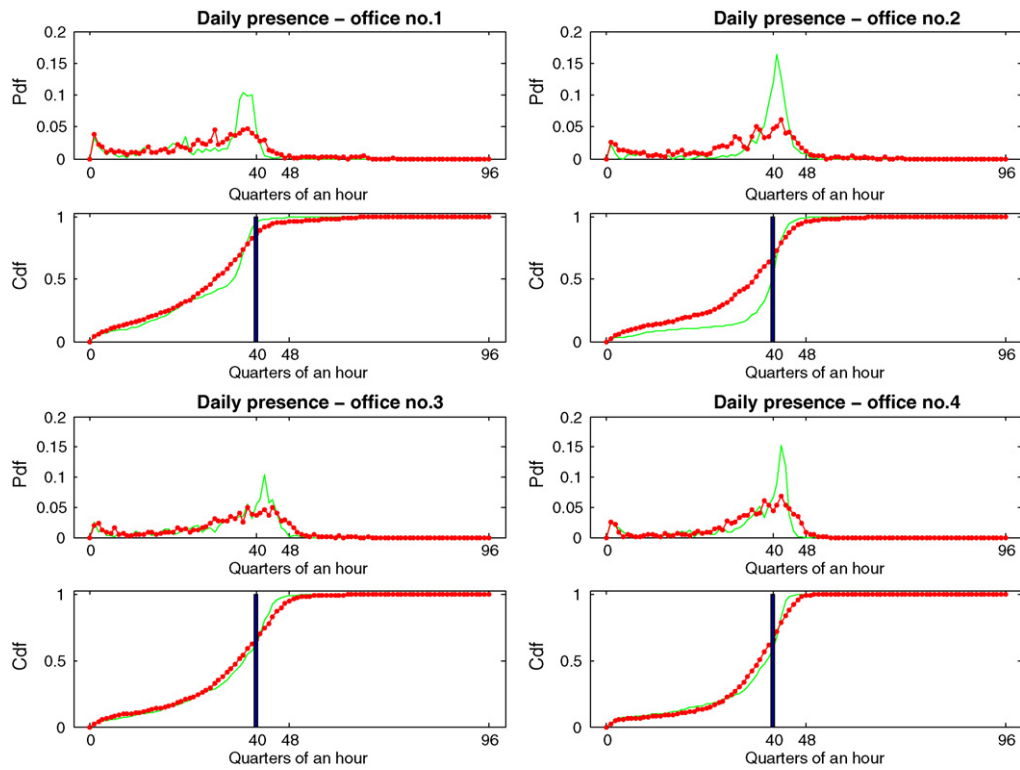 Daily presence – office no.1
0.2
0.15
0.1
0.05
0
Pdf
0 40 48 96
Quarters of an hour
1
0.5
0
Cdf
0 40 48 96
Quarters of an hour
Daily presence – office no.2
0.2
0.15
0.1
0.05
0
Pdf
0 40 48 96
Quarters of an hour
1
0.5
0
Cdf
0 40 48 96
Quarters of an hour
Daily presence – office no.3
0.2
0.15
0.1
0.05
0
Pdf
0 40 48 96
Quarters of an hour
1
0.5
0
Cdf
0 40 48 96
Quarters of an hour
Daily presence – office no.4
0.2
0.15
0.1
0.05
0
Pdf
0 40 48 96
Quarters of an hour
1
0.5
0
Cdf
0 40 48 96
Quarters of an hour